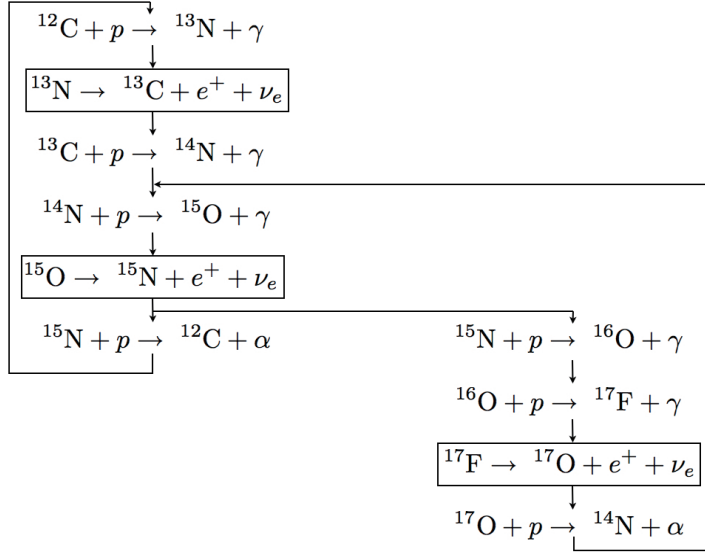 ¹²C + p → ¹³N + γ
¹³N → ¹³C + e⁺ + νₑ
¹³C + p → ¹⁴N + γ
¹⁴N + p → ¹⁵O + γ
¹⁵O → ¹⁵N + e⁺ + νₑ
¹⁵N + p → ¹²C + α
¹⁵N + p → ¹⁶O + γ
¹⁶O + p → ¹⁷F + γ
¹⁷F → ¹⁷O + e⁺ + νₑ
¹⁷O + p → ¹⁴N + α